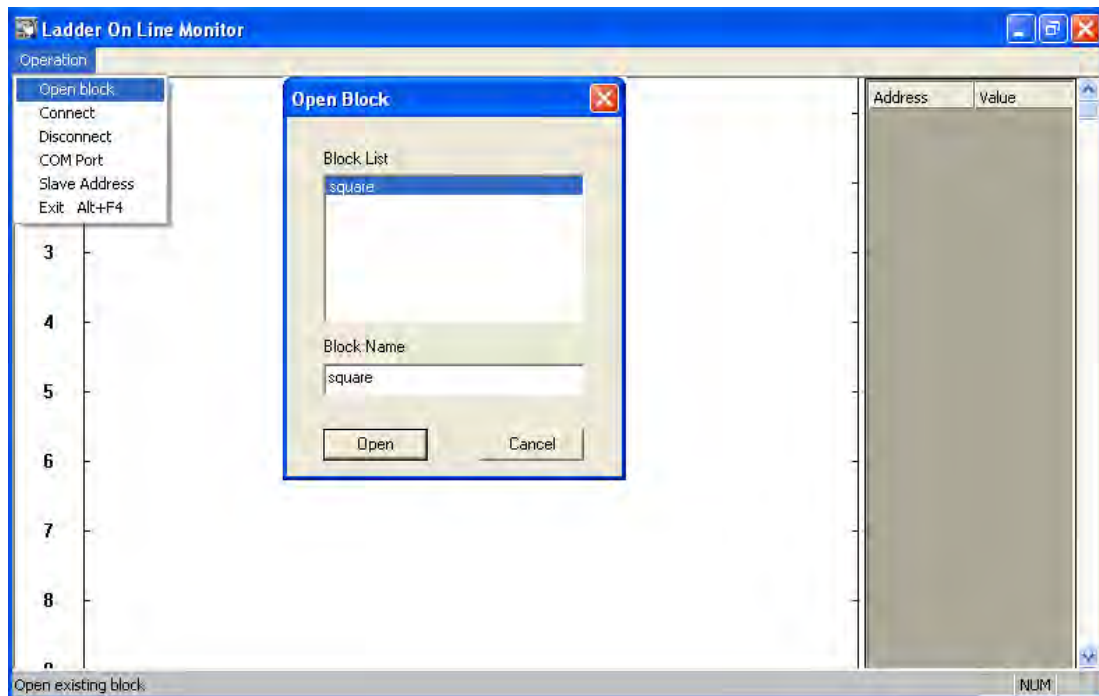 Ladder On Line Monitor
Operation
Open block
Connect
Disconnect
COM Port
Slave Address
Exit Alt+F4
3
4
5
6
7
8
Open Block
Block List
square
Block Name
square
Open Cancel
Address Value
Open existing block NUM